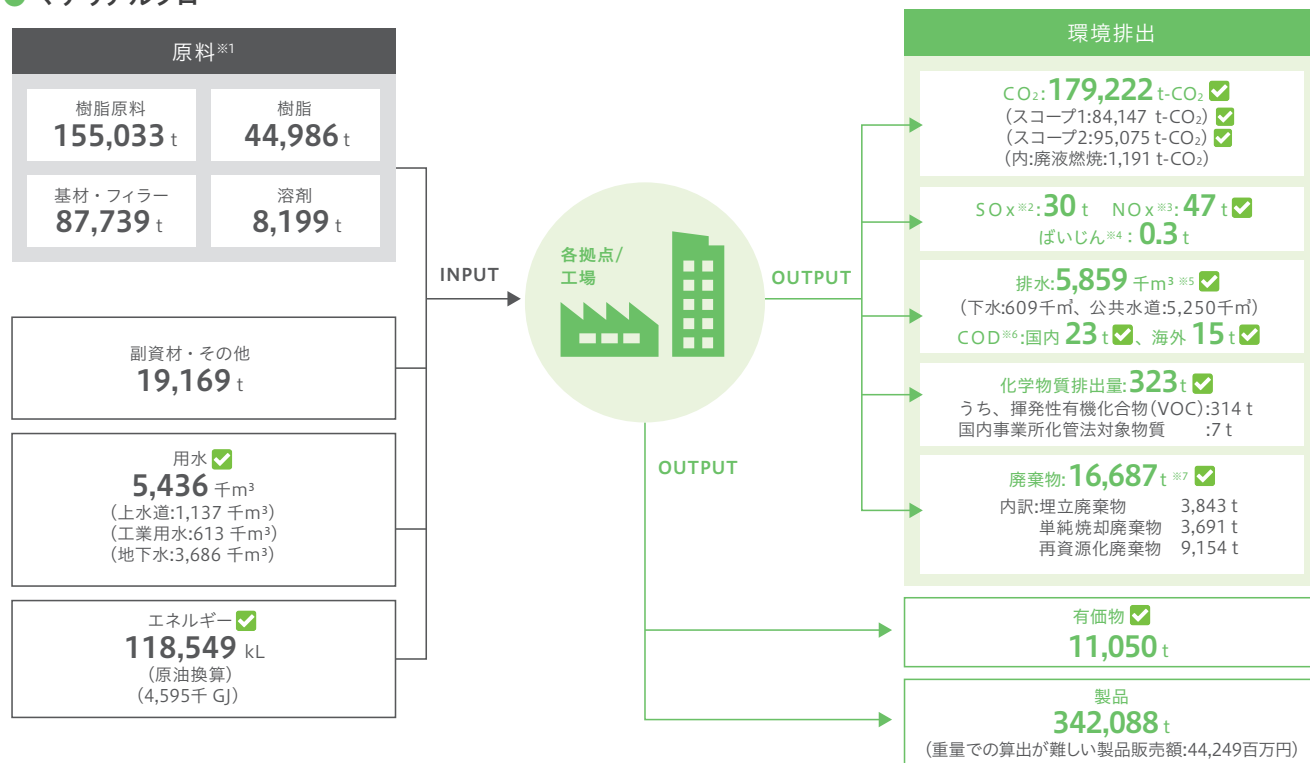 マテリアルフロー
原料※1
樹脂原料
155,033 t
樹脂
44,986 t
基材・フィラー
87,739 t
溶剤
8,199 t
副資材・その他
19,169 t
用水
5,436 千m³
(上水道:1,137 千m³)
(工業用水:613 千m³)
(地下水:3,686 千m³)
エネルギー
118,549 kL
(原油換算)
(4,595千 GJ)
INPUT
各拠点/
工場
OUTPUT
OUTPUT
環境排出
CO₂:179,222 t-CO₂
(スコープ1:84,147 t-CO₂)
(スコープ2:95,075 t-CO₂)
(内:廃液燃焼:1,191 t-CO₂)
SOx※2:30 t NOx※3:47 t
ばいじん※4:0.3 t
排水:5,859 千m³ ※5
(下水:609千㎥、公共水道:5,250千㎥)
COD※6:国内 23 t、海外 15 t
化学物質排出量:323 t
うち、揮発性有機化合物(VOC):314 t
国内事業所化管法対象物質 :7 t
廃棄物:16,687 t ※7
内訳:埋立廃棄物 3,843 t
単純焼却廃棄物 3,691 t
再資源化廃棄物 9,154 t
有価物
11,050 t
製品
342,088 t
(重量での算出が難しい製品販売額:44,249百万円)